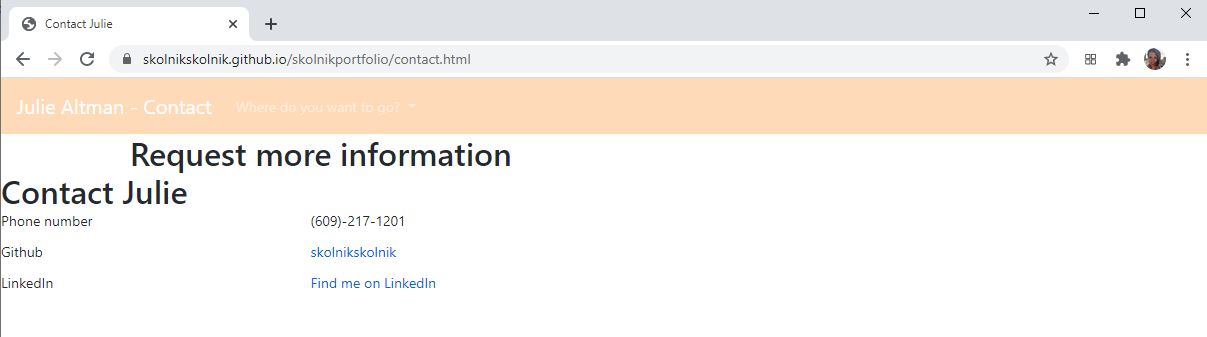 Contact Julie
skolnikskolnik.github.io/skolnikportfolio/contact.html
Julie Altman - Contact Where do you want to go?
Request more information
Contact Julie
Phone number (609)-217-1201
Github skolnikskolnik
LinkedIn Find me on LinkedIn